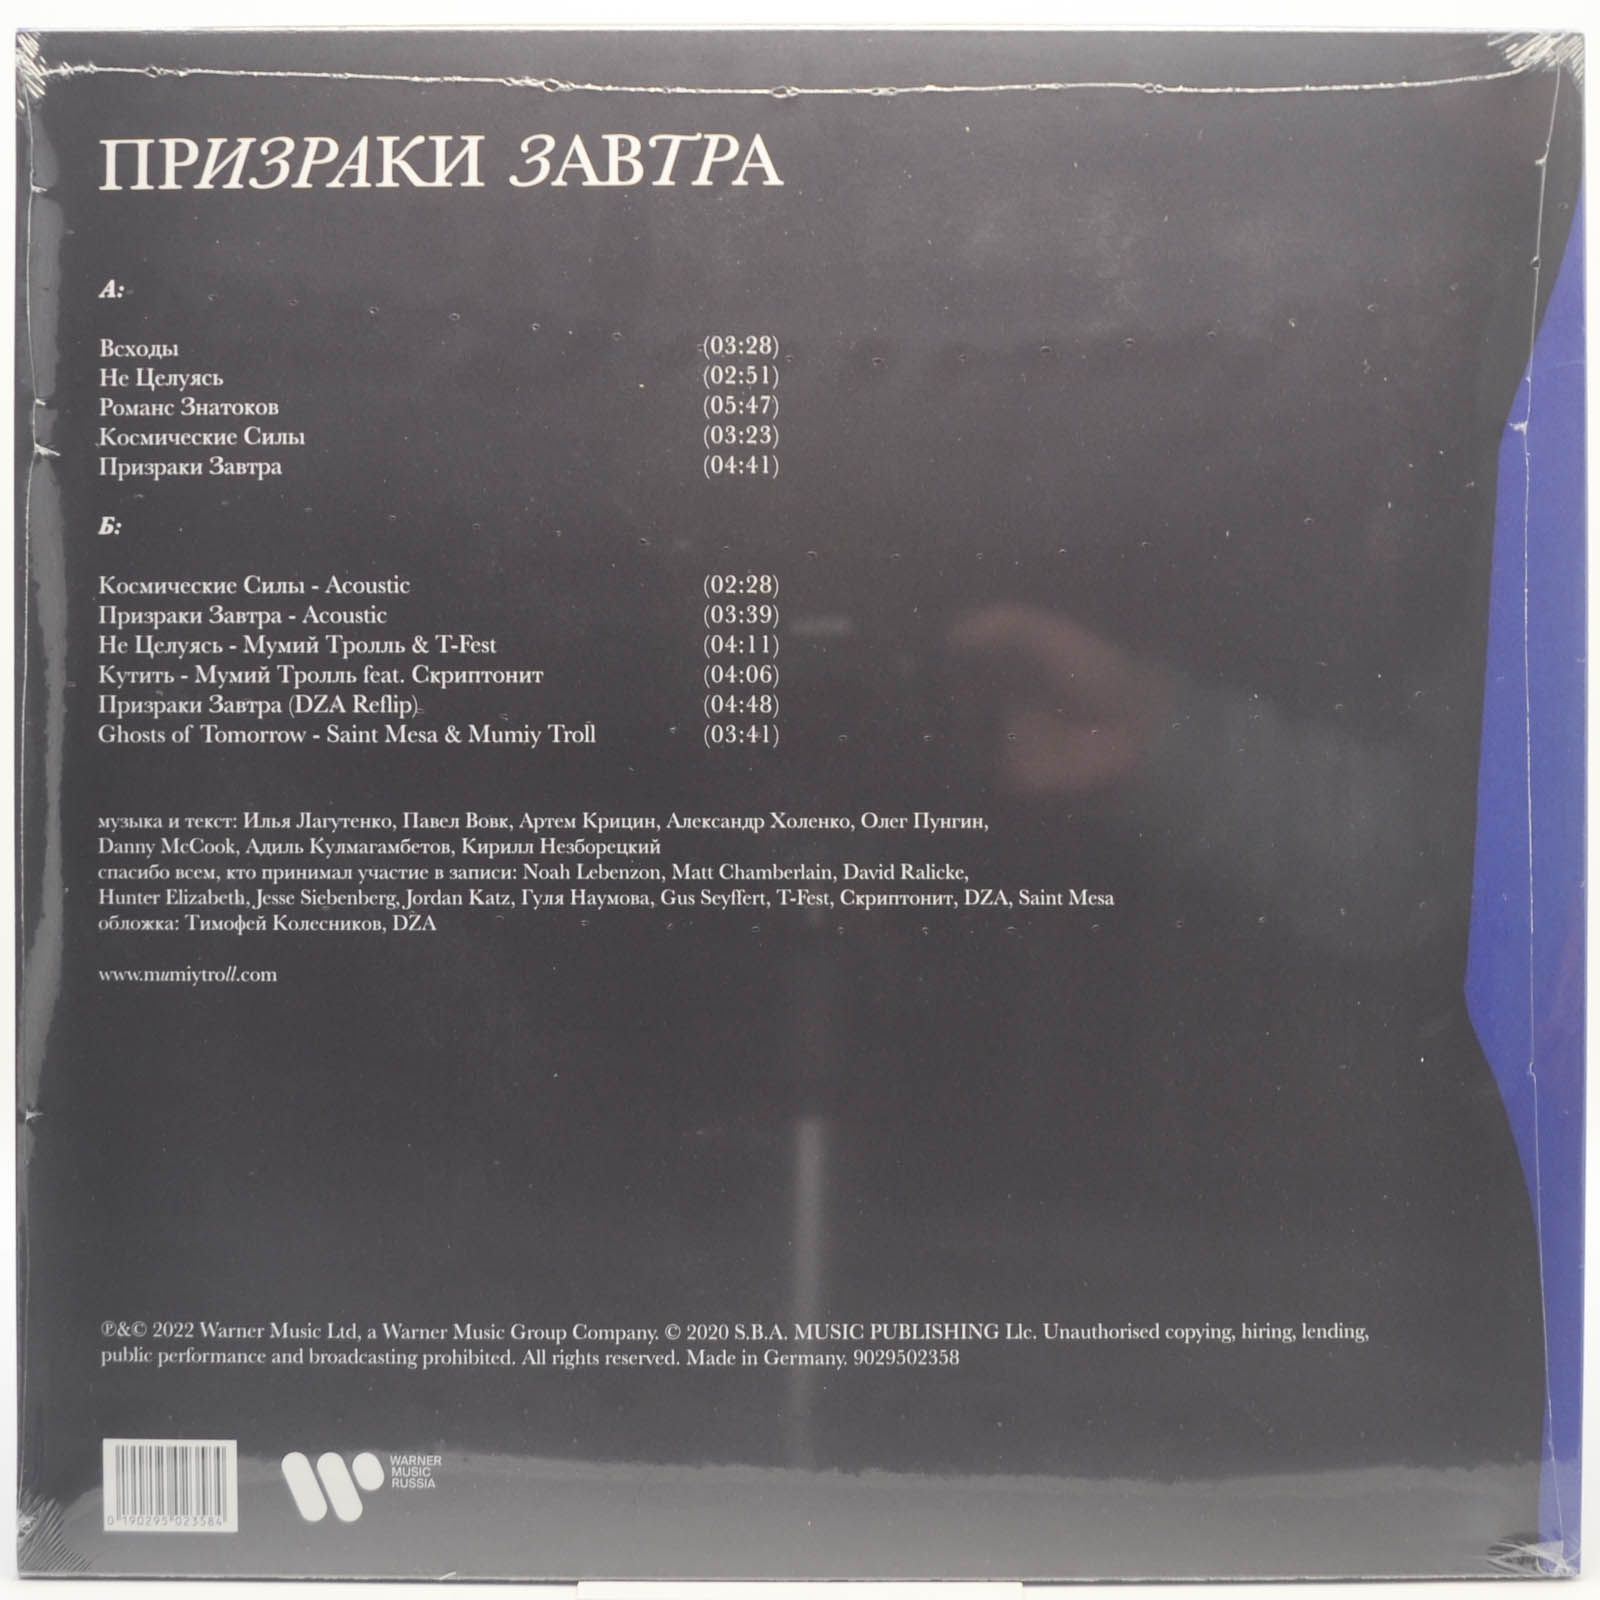 ПРИЗРАКИ ЗАВТРА
А:
Всходы (03:28)
Не Целуясь (02:51)
Романс Знатоков (05:47)
Космические Силы (03:23)
Призраки Завтра (04:41)
Б:
Космические Силы - Acoustic (02:28)
Призраки Завтра - Acoustic (03:39)
Не Целуясь - Мумий Тролль & T-Fest (04:11)
Кутить - Мумий Тролль feat. Скриптонит (04:06)
Призраки Завтра (DZA Reflip) (04:48)
Ghosts of Tomorrow - Saint Mesa & Mumiy Troll (03:41)
музыка и текст: Илья Лагутенко, Павел Вовк, Артем Крицин, Александр Холенко, Олег Пунгин,
Danny McCook, Адиль Кулмагамбетов, Кирилл Незборецкий
спасибо всем, кто принимал участие в записи: Noah Lebenzon, Matt Chamberlain, David Ralicke,
Hunter Elizabeth, Jesse Siebenberg, Jordan Katz, Гуля Наумова, Gus Seyffert, T-Fest, Скриптонит, DZA, Saint Mesa
обложка: Тимофей Колесников, DZA
www.mumiytroll.com
℗&© 2022 Warner Music Ltd, a Warner Music Group Company. © 2020 S.B.A. MUSIC PUBLISHING Llc. Unauthorised copying, hiring, lending,
public performance and broadcasting prohibited. All rights reserved. Made in Germany. 9029502358
WARNER
MUSIC
RUSSIA
0 190295 023584